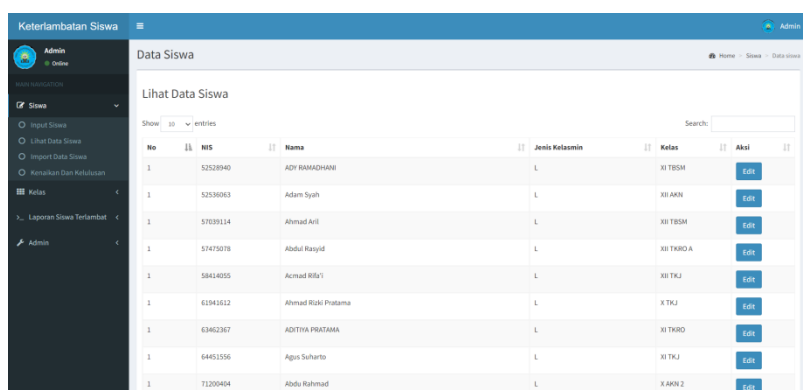 Keterlambatan Siswa
Admin
Admin
Online
MAIN NAVIGATION
Siswa
Input Siswa
Lihat Data Siswa
Import Data Siswa
Kenaikan Dan Kelulusan
Kelas
Laporan Siswa Terlambat
Admin
Data Siswa
Home > Siswa > Data siswa
Lihat Data Siswa
Show 10 entries
Search:
No NIS Nama Jenis Kelasmin Kelas Aksi
1 52528940 ADY RAMADHANI L XI TBSM Edit
1 52536063 Adam Syah L XII AKN Edit
1 57039114 Ahmad Aril L XII TBSM Edit
1 57475078 Abdul Rasyid L XII TKRO A Edit
1 58414055 Acmad Rifa'i L XII TKJ Edit
1 61941612 Ahmad Rizki Pratama L X TKJ Edit
1 63462367 ADITIYA PRATAMA L XI TKRO Edit
1 64451556 Agus Suharto L XI TKJ Edit
1 71200404 Abdu Rahmad L X AKN 2 Edit